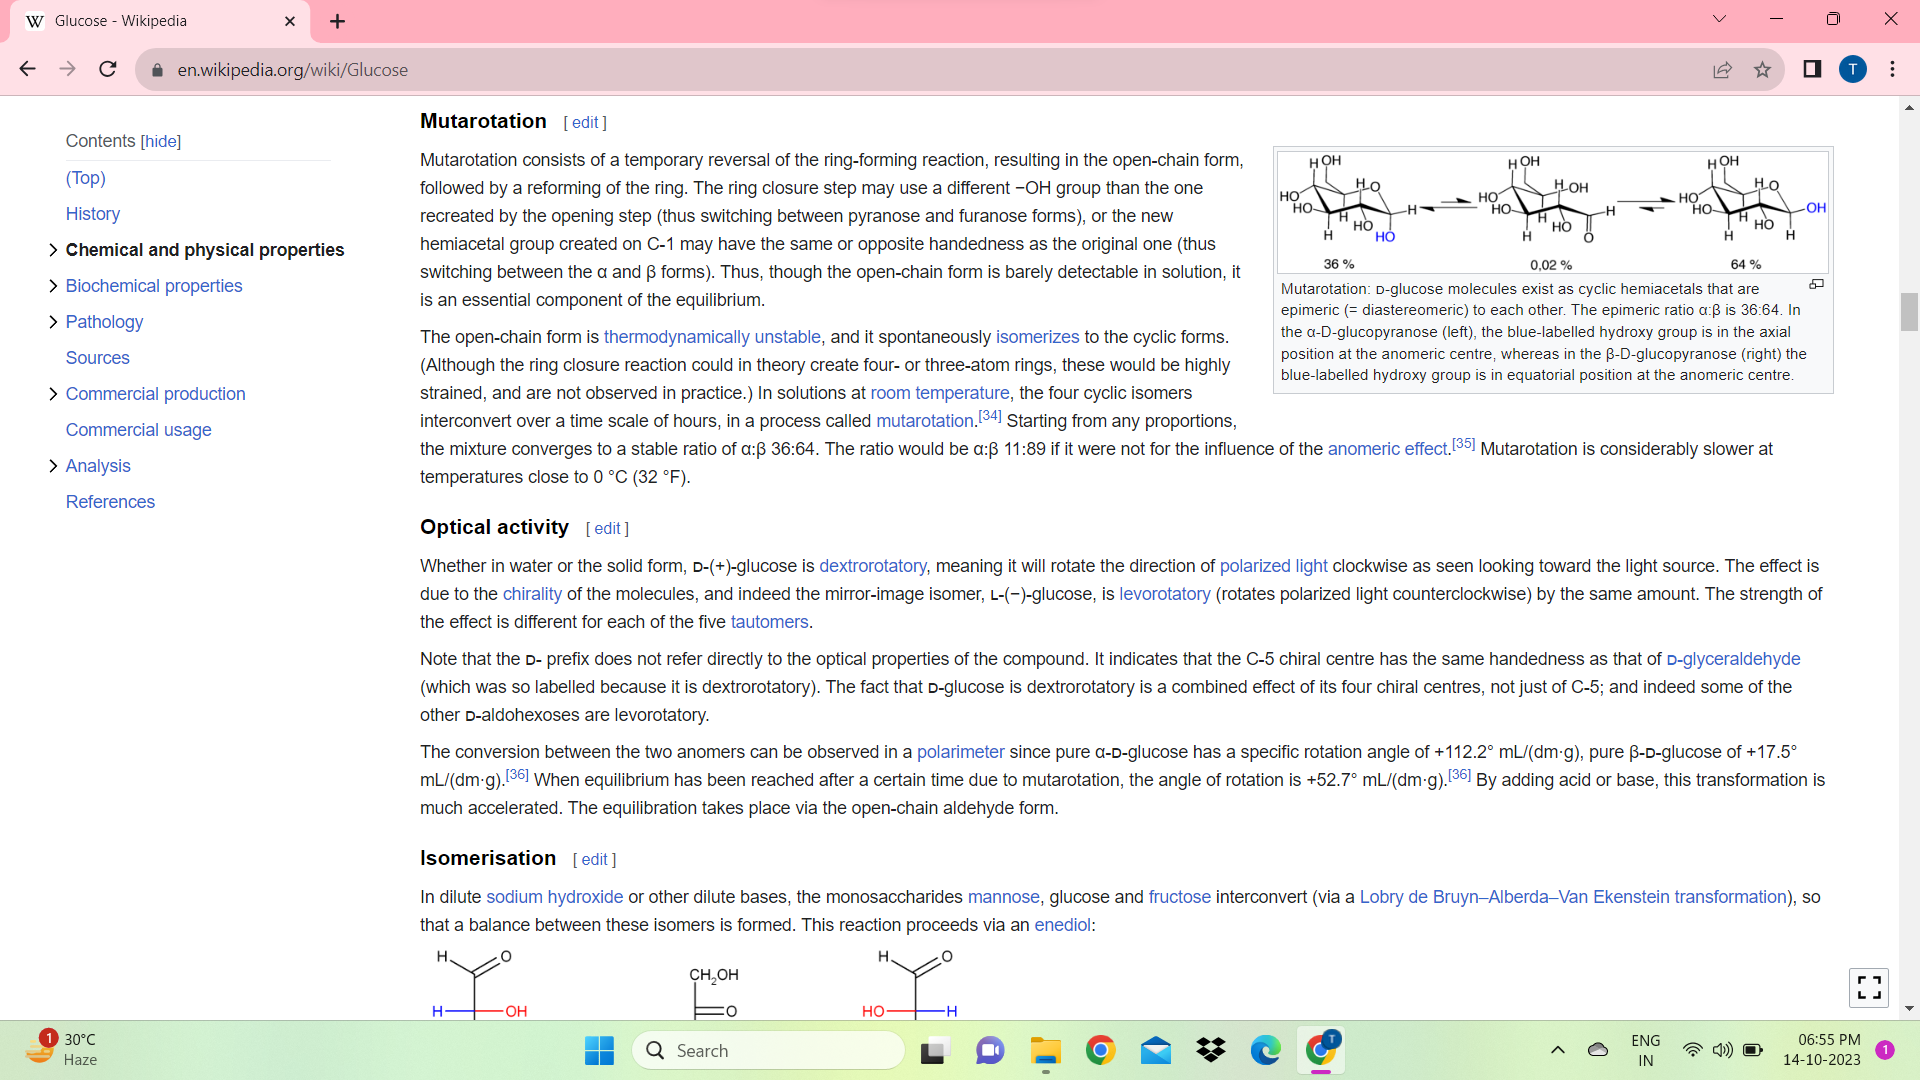 Glucose - Wikipedia
en.wikipedia.org/wiki/Glucose
T
Contents [hide]
(Top)
History
Chemical and physical properties
Biochemical properties
Pathology
Sources
Commercial production
Commercial usage
Analysis
References
Mutarotation [ edit ]
Mutarotation consists of a temporary reversal of the ring-forming reaction, resulting in the open-chain form,
followed by a reforming of the ring. The ring closure step may use a different −OH group than the one
recreated by the opening step (thus switching between pyranose and furanose forms), or the new
hemiacetal group created on C-1 may have the same or opposite handedness as the original one (thus
switching between the α and β forms). Thus, though the open-chain form is barely detectable in solution, it
is an essential component of the equilibrium.
The open-chain form is thermodynamically unstable, and it spontaneously isomerizes to the cyclic forms.
(Although the ring closure reaction could in theory create four- or three-atom rings, these would be highly
strained, and are not observed in practice.) In solutions at room temperature, the four cyclic isomers
interconvert over a time scale of hours, in a process called mutarotation.[34] Starting from any proportions,
the mixture converges to a stable ratio of α:β 36:64. The ratio would be α:β 11:89 if it were not for the influence of the anomeric effect.[35] Mutarotation is considerably slower at
temperatures close to 0 °C (32 °F).
H OH H OH H OH
HO H O HO H OH HO H O
HO H HO H HO OH
H HO H HO H HO
H HO H O H H
36 % 0,02 % 64 %
Mutarotation: D-glucose molecules exist as cyclic hemiacetals that are
epimeric (= diastereomeric) to each other. The epimeric ratio α:β is 36:64. In
the α-D-glucopyranose (left), the blue-labelled hydroxy group is in the axial
position at the anomeric centre, whereas in the β-D-glucopyranose (right) the
blue-labelled hydroxy group is in equatorial position at the anomeric centre.
Optical activity [ edit ]
Whether in water or the solid form, D-(+)-glucose is dextrorotatory, meaning it will rotate the direction of polarized light clockwise as seen looking toward the light source. The effect is
due to the chirality of the molecules, and indeed the mirror-image isomer, L-(−)-glucose, is levorotatory (rotates polarized light counterclockwise) by the same amount. The strength of
the effect is different for each of the five tautomers.
Note that the D- prefix does not refer directly to the optical properties of the compound. It indicates that the C-5 chiral centre has the same handedness as that of D-glyceraldehyde
(which was so labelled because it is dextrorotatory). The fact that D-glucose is dextrorotatory is a combined effect of its four chiral centres, not just of C-5; and indeed some of the
other D-aldohexoses are levorotatory.
The conversion between the two anomers can be observed in a polarimeter since pure α-D-glucose has a specific rotation angle of +112.2° mL/(dm·g), pure β-D-glucose of +17.5°
mL/(dm·g).[36] When equilibrium has been reached after a certain time due to mutarotation, the angle of rotation is +52.7° mL/(dm·g).[36] By adding acid or base, this transformation is
much accelerated. The equilibration takes place via the open-chain aldehyde form.
Isomerisation [ edit ]
In dilute sodium hydroxide or other dilute bases, the monosaccharides mannose, glucose and fructose interconvert (via a Lobry de Bruyn–Alberda–Van Ekenstein transformation), so
that a balance between these isomers is formed. This reaction proceeds via an enediol:
H O H O
CH2OH
H OH O HO H
1 30°C
Haze
Search
T
ENG
IN
06:55 PM
14-10-2023
1